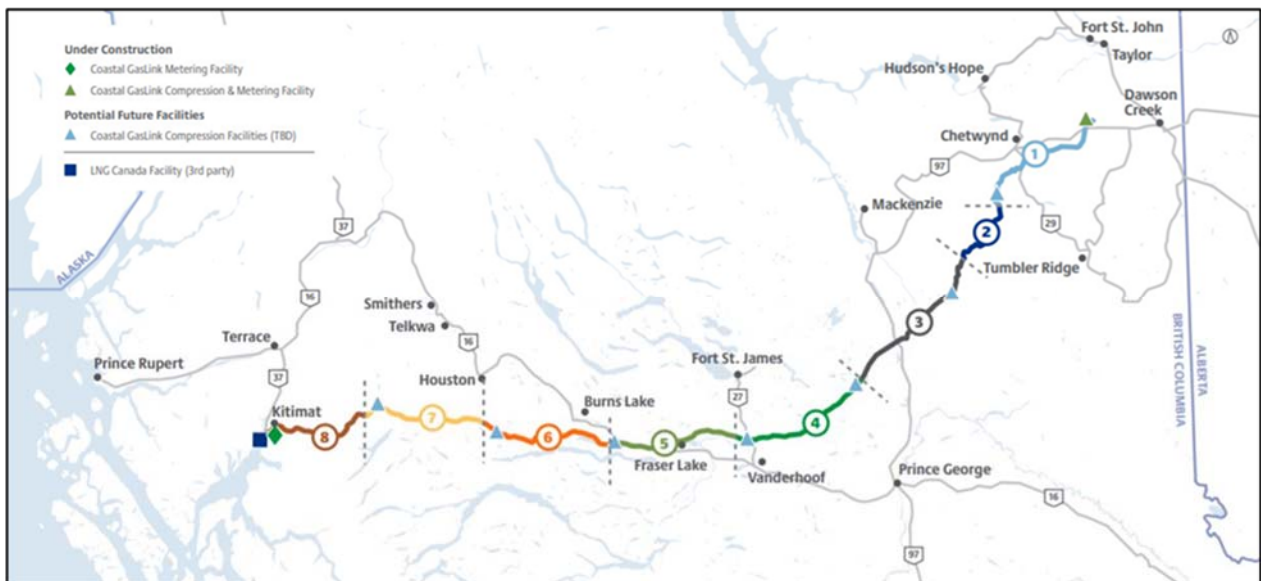 Under Construction
Coastal GasLink Metering Facility
Coastal GasLink Compression & Metering Facility
Potential Future Facilities
Coastal GasLink Compression Facilities (TBD)
LNG Canada Facility (3rd party)
Fort St. John
Taylor
Hudson's Hope
Dawson
Creek
Chetwynd
1
97
Mackenzie
29
2
Tumbler Ridge
37
ALASKA
16
3
BRITISH COLUMBIA
ALBERTA
Smithers
Telkwa
16
Terrace
Prince Rupert
37
Houston
Fort St. James
27
Burns Lake
Kitimat
8
7
6
5
4
Fraser Lake
Vanderhoof
Prince George
16
97